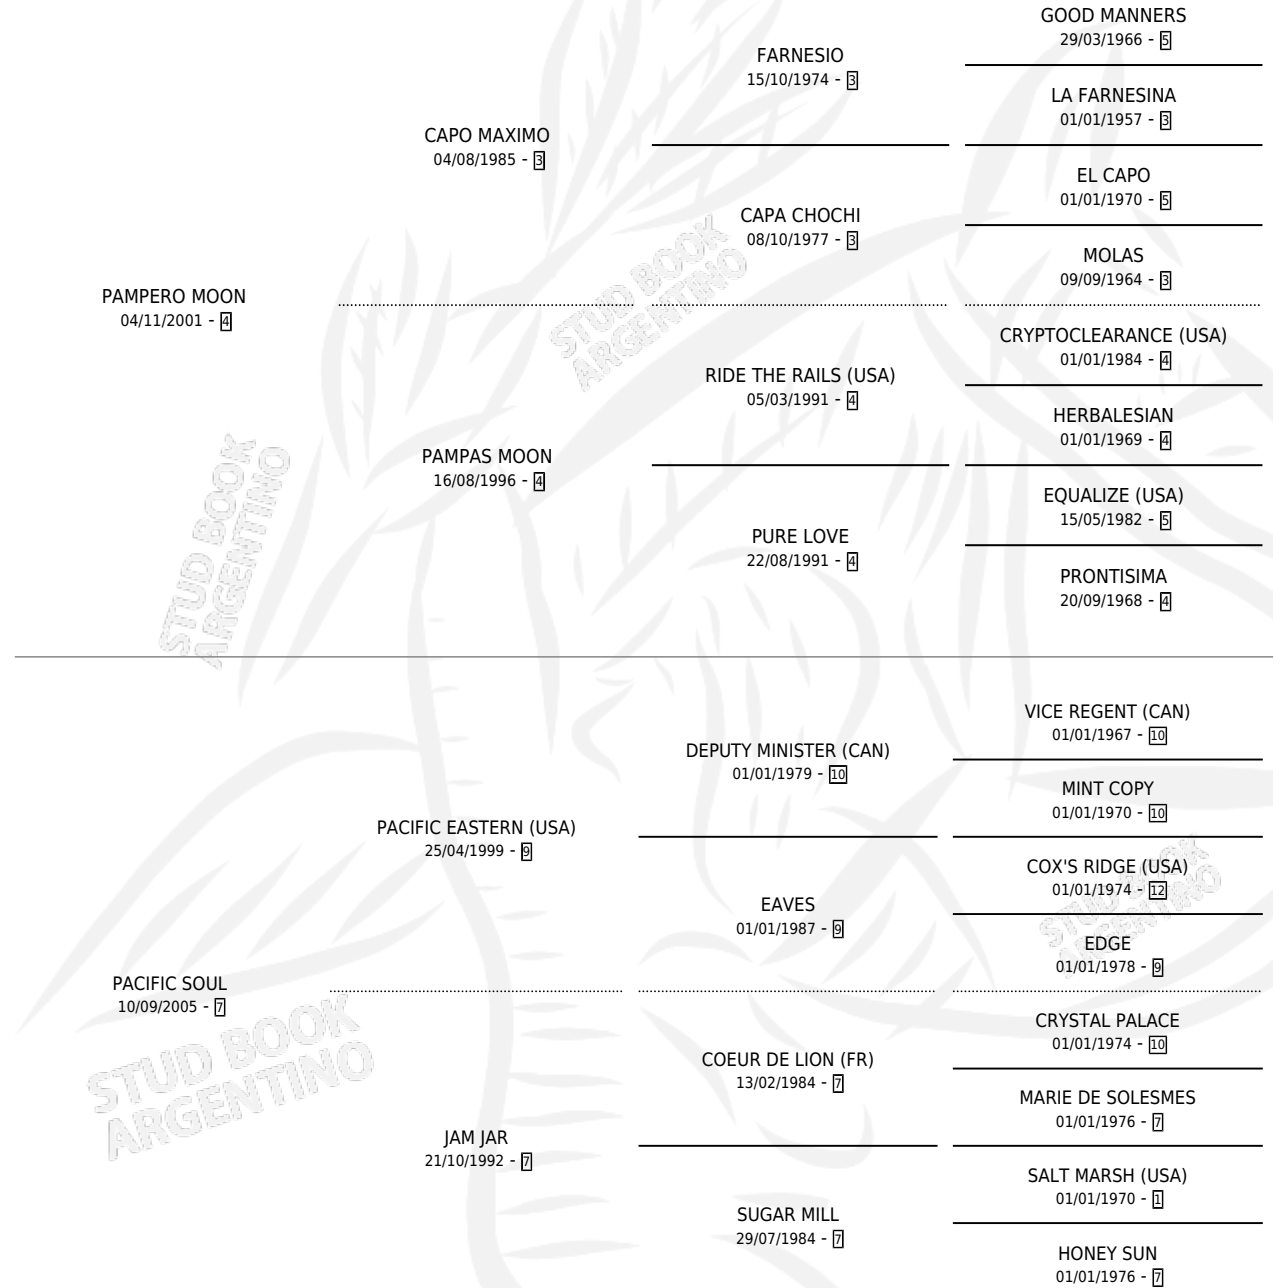 GOOD MANNERS
29/03/1966 - 5
FARNESIO
15/10/1974 - 3
LA FARNESINA
01/01/1957 - 3
CAPO MAXIMO
04/08/1985 - 3
EL CAPO
01/01/1970 - 5
CAPA CHOCHI
08/10/1977 - 3
MOLAS
09/09/1964 - 3
PAMPERO MOON
04/11/2001 - 4
CRYPTOCLEARANCE (USA)
01/01/1984 - 4
RIDE THE RAILS (USA)
05/03/1991 - 4
HERBALESIAN
01/01/1969 - 4
PAMPAS MOON
16/08/1996 - 4
EQUALIZE (USA)
15/05/1982 - 5
PURE LOVE
22/08/1991 - 4
PRONTISIMA
20/09/1968 - 4
VICE REGENT (CAN)
01/01/1967 - 10
DEPUTY MINISTER (CAN)
01/01/1979 - 10
MINT COPY
01/01/1970 - 10
PACIFIC EASTERN (USA)
25/04/1999 - 9
COX'S RIDGE (USA)
01/01/1974 - 12
EAVES
01/01/1987 - 9
EDGE
01/01/1978 - 9
PACIFIC SOUL
10/09/2005 - 7
CRYSTAL PALACE
01/01/1974 - 10
COEUR DE LION (FR)
13/02/1984 - 7
MARIE DE SOLESMES
01/01/1976 - 7
JAM JAR
21/10/1992 - 7
SALT MARSH (USA)
01/01/1970 - 1
SUGAR MILL
29/07/1984 - 7
HONEY SUN
01/01/1976 - 7
STUD BOOK
ARGENTINO
STUD BOOK
ARGENTINO
STUD BOOK
ARGENTINO
STUD BOOK
ARGENTINO